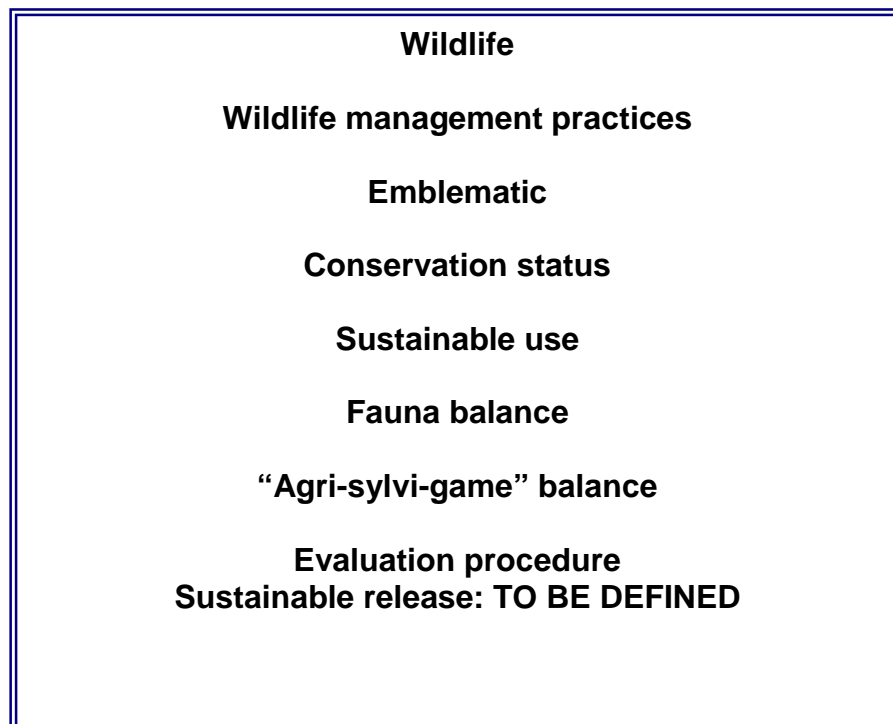 Wildlife
Wildlife management practices
Emblematic
Conservation status
Sustainable use
Fauna balance
“Agri-sylvi-game” balance
Evaluation procedure
Sustainable release: TO BE DEFINED